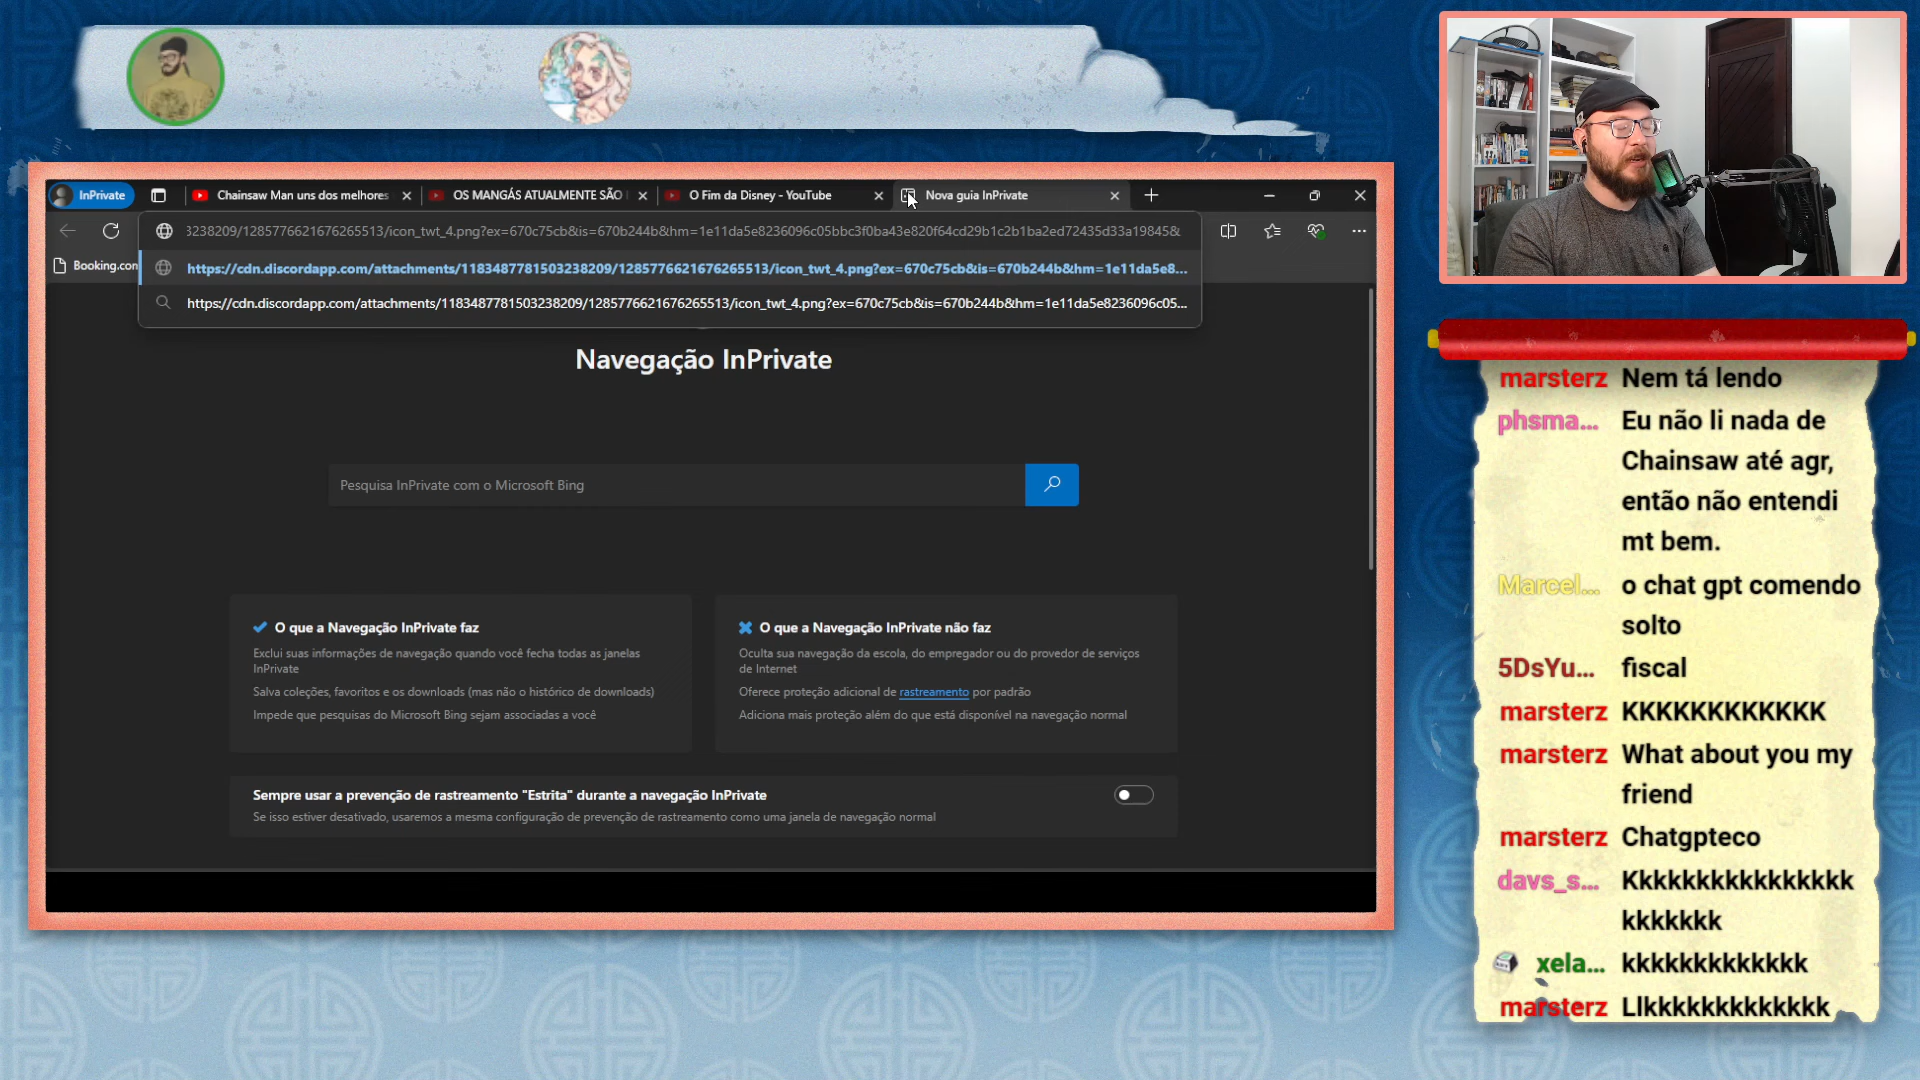 InPrivate
Chainsaw Man uns dos melhores
OS MANGÁS ATUALMENTE SÃO
O Fim da Disney - YouTube
Nova guia InPrivate
3238209/1285776621676265513/icon_twt_4.png?ex=670c75cb&is=670b244b&hm=1e11da5e8236096c05bbc3f0ba43e820f64cd29b1c2b1ba2ed72435d33a19845&
Booking.com
https://cdn.discordapp.com/attachments/1183487781503238209/1285776621676265513/icon_twt_4.png?ex=670c75cb&is=670b244b&hm=1e11da5e8...
https://cdn.discordapp.com/attachments/1183487781503238209/1285776621676265513/icon_twt_4.png?ex=670c75cb&is=670b244b&hm=1e11da5e8236096c05...
Navegação InPrivate
Pesquisa InPrivate com o Microsoft Bing
O que a Navegação InPrivate faz
Exclui suas informações de navegação quando você fecha todas as janelas
InPrivate
Salva coleções, favoritos e os downloads (mas não o histórico de downloads)
Impede que pesquisas do Microsoft Bing sejam associadas a você
O que a Navegação InPrivate não faz
Oculta sua navegação da escola, do empregador ou do provedor de serviços
de Internet
Oferece proteção adicional de rastreamento por padrão
Adiciona mais proteção além do que está disponível na navegação normal
Sempre usar a prevenção de rastreamento "Estrita" durante a navegação InPrivate
Se isso estiver desativado, usaremos a mesma configuração de prevenção de rastreamento como uma janela de navegação normal
marsterz Nem tá lendo
phsma... Eu não li nada de
Chainsaw até agr,
então não entendi
mt bem.
Marcel... o chat gpt comendo
solto
5DsYu... fiscal
marsterz KKKKKKKKKKKK
marsterz What about you my
friend
marsterz Chatgpteco
davs_s... Kkkkkkkkkkkkkkkk
kkkkkkk
xela... kkkkkkkkkkkkk
marsterz Llkkkkkkkkkkkkk